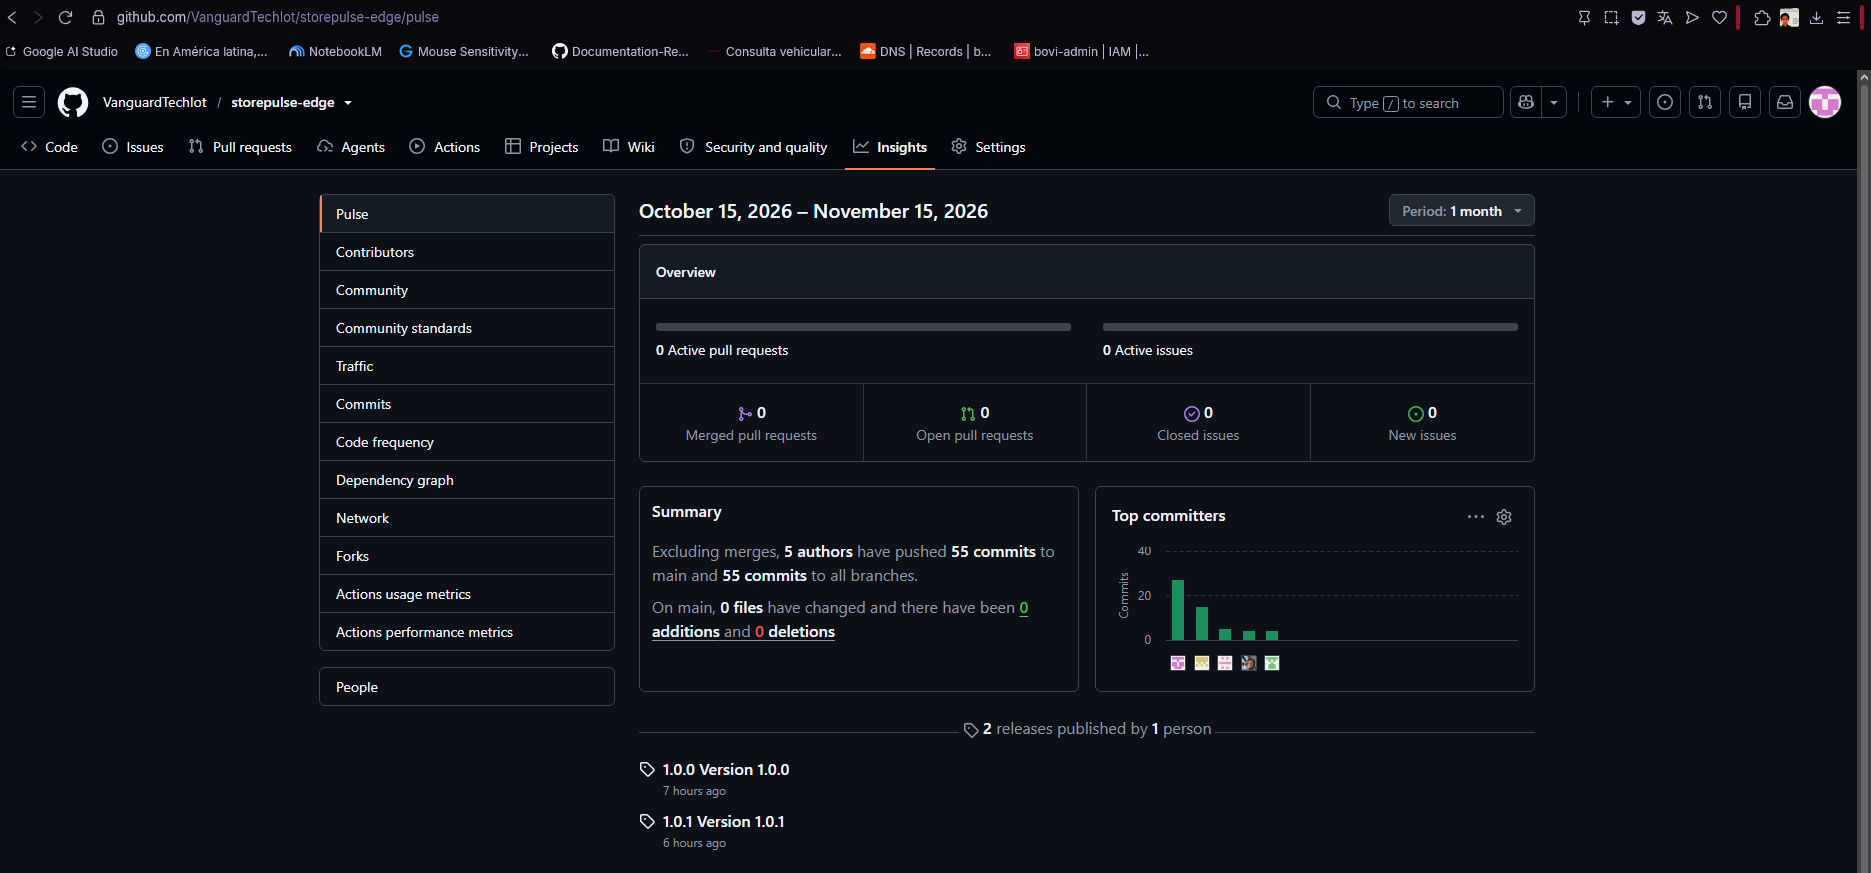 github.com/VanguardTechIot/storepulse-edge/pulse
Google AI Studio
En América latina,...
NotebookLM
Mouse Sensitivity...
Documentation-Re...
Consulta vehicular...
DNS | Records | b...
bovi-admin | IAM |...
VanguardTechIot / storepulse-edge
Type / to search
Code
Issues
Pull requests
Agents
Actions
Projects
Wiki
Security and quality
Insights
Settings
Pulse
Contributors
Community
Community standards
Traffic
Commits
Code frequency
Dependency graph
Network
Forks
Actions usage metrics
Actions performance metrics
People
October 15, 2026 – November 15, 2026
Period: 1 month
Overview
0 Active pull requests
0 Active issues
0
Merged pull requests
0
Open pull requests
0
Closed issues
0
New issues
Summary
Excluding merges, 5 authors have pushed 55 commits to
main and 55 commits to all branches.
On main, 0 files have changed and there have been 0
additions and 0 deletions
Top committers
40
20
0
Commits
2 releases published by 1 person
1.0.0 Version 1.0.0
7 hours ago
1.0.1 Version 1.0.1
6 hours ago